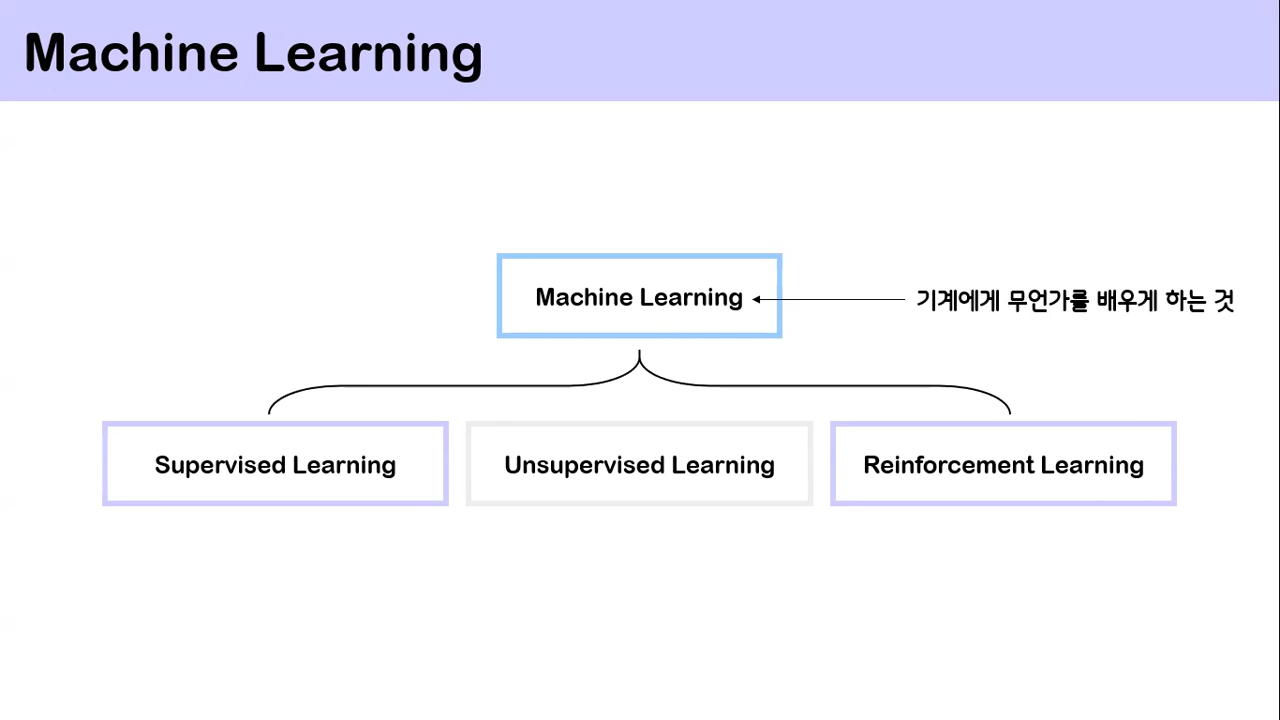 Machine Learning
Machine Learning
기계에게 무언가를 배우게 하는 것
Supervised Learning
Unsupervised Learning
Reinforcement Learning